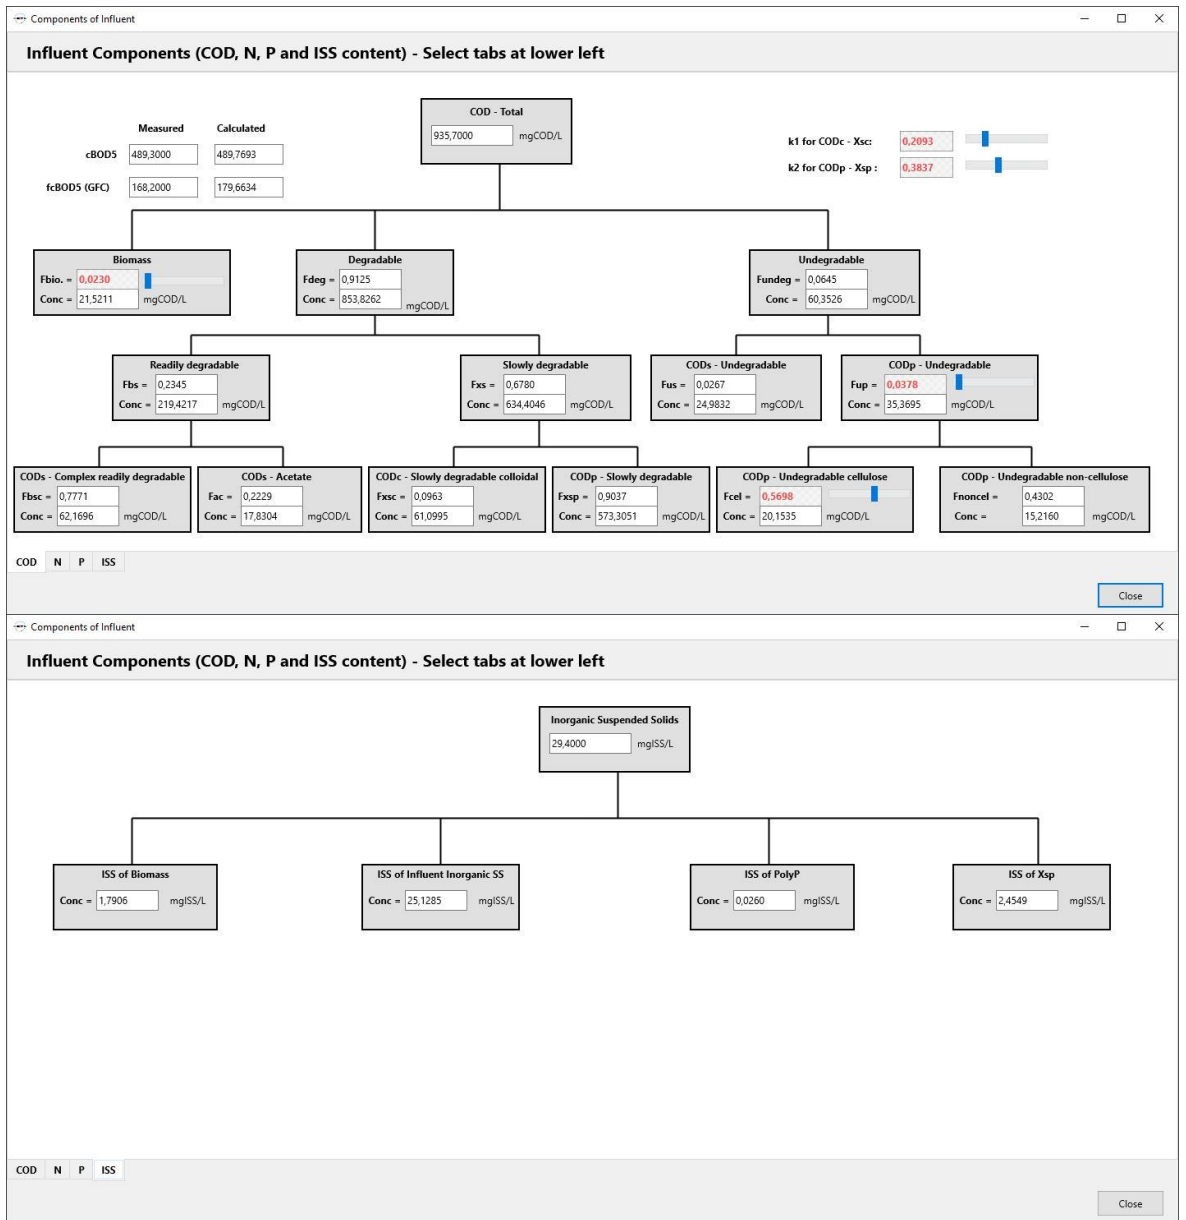 Components of Influent
Influent Components (COD, N, P and ISS content) - Select tabs at lower left
COD - Total
935,7000 mgCOD/L
Measured Calculated
cBOD5 489,3000 489,7693
fcBOD5 (GFC) 168,2000 179,6634
k1 for CODc - Xsc: 0,2093
k2 for CODp - Xsp : 0,3837
Biomass
Fbio. = 0,0230
Conc = 21,5211 mgCOD/L
Degradable
Fdeg = 0,9125
Conc = 853,8262 mgCOD/L
Undegradable
Fundeg = 0,0645
Conc = 60,3526 mgCOD/L
Readily degradable
Fbs = 0,2345
Conc = 219,4217 mgCOD/L
Slowly degradable
Fxs = 0,6780
Conc = 634,4046 mgCOD/L
CODs - Undegradable
Fus = 0,0267
Conc = 24,9832 mgCOD/L
CODp - Undegradable
Fup = 0,0378
Conc = 35,3695 mgCOD/L
CODs - Complex readily degradable
Fbsc = 0,7771
Conc = 62,1696 mgCOD/L
CODs - Acetate
Fac = 0,2229
Conc = 17,8304 mgCOD/L
CODc - Slowly degradable colloidal
Fxsc = 0,0963
Conc = 61,0995 mgCOD/L
CODp - Slowly degradable
Fxsp = 0,9037
Conc = 573,3051 mgCOD/L
CODp - Undegradable cellulose
Fcel = 0,5698
Conc = 20,1535 mgCOD/L
CODp - Undegradable non-cellulose
Fnoncel = 0,4302
Conc = 15,2160 mgCOD/L
COD N P ISS
Close
Components of Influent
Influent Components (COD, N, P and ISS content) - Select tabs at lower left
Inorganic Suspended Solids
29,4000 mgISS/L
ISS of Biomass
Conc = 1,7906 mgISS/L
ISS of Influent Inorganic SS
Conc = 25,1285 mgISS/L
ISS of PolyP
Conc = 0,0260 mgISS/L
ISS of Xsp
Conc = 2,4549 mgISS/L
COD N P ISS
Close